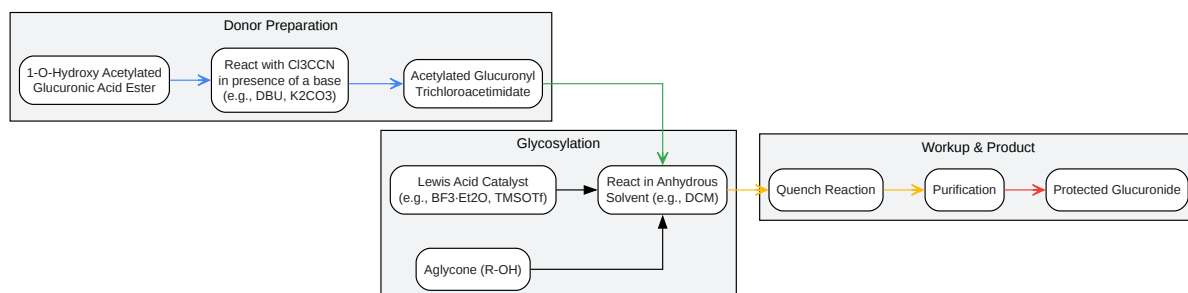 Donor Preparation
1-O-Hydroxy Acetylated
Glucuronic Acid Ester
React with Cl3CCN
in presence of a base
(e.g., DBU, K2CO3)
Acetylated Glucuronyl
Trichloroacetimidate
Glycosylation
Lewis Acid Catalyst
(e.g., BF3·Et2O, TMSOTf)
React in Anhydrous
Solvent (e.g., DCM)
Aglycone (R-OH)
Workup & Product
Quench Reaction
Purification
Protected Glucuronide